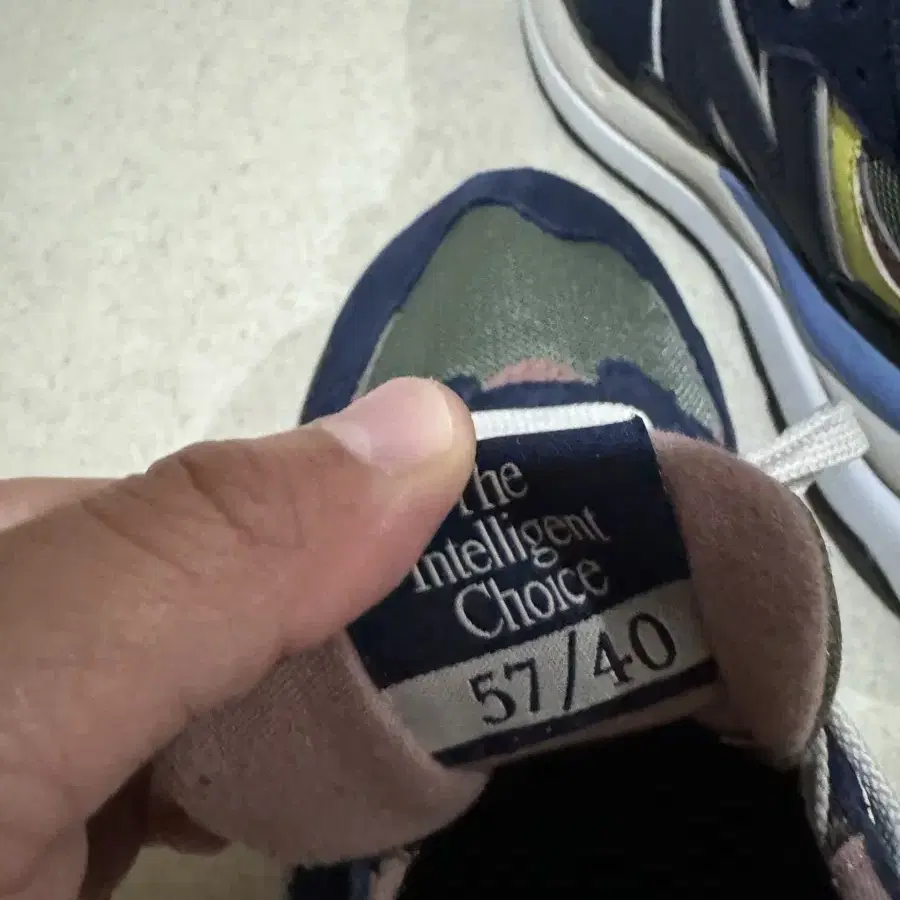 The
Intelligent
Choice
57/40